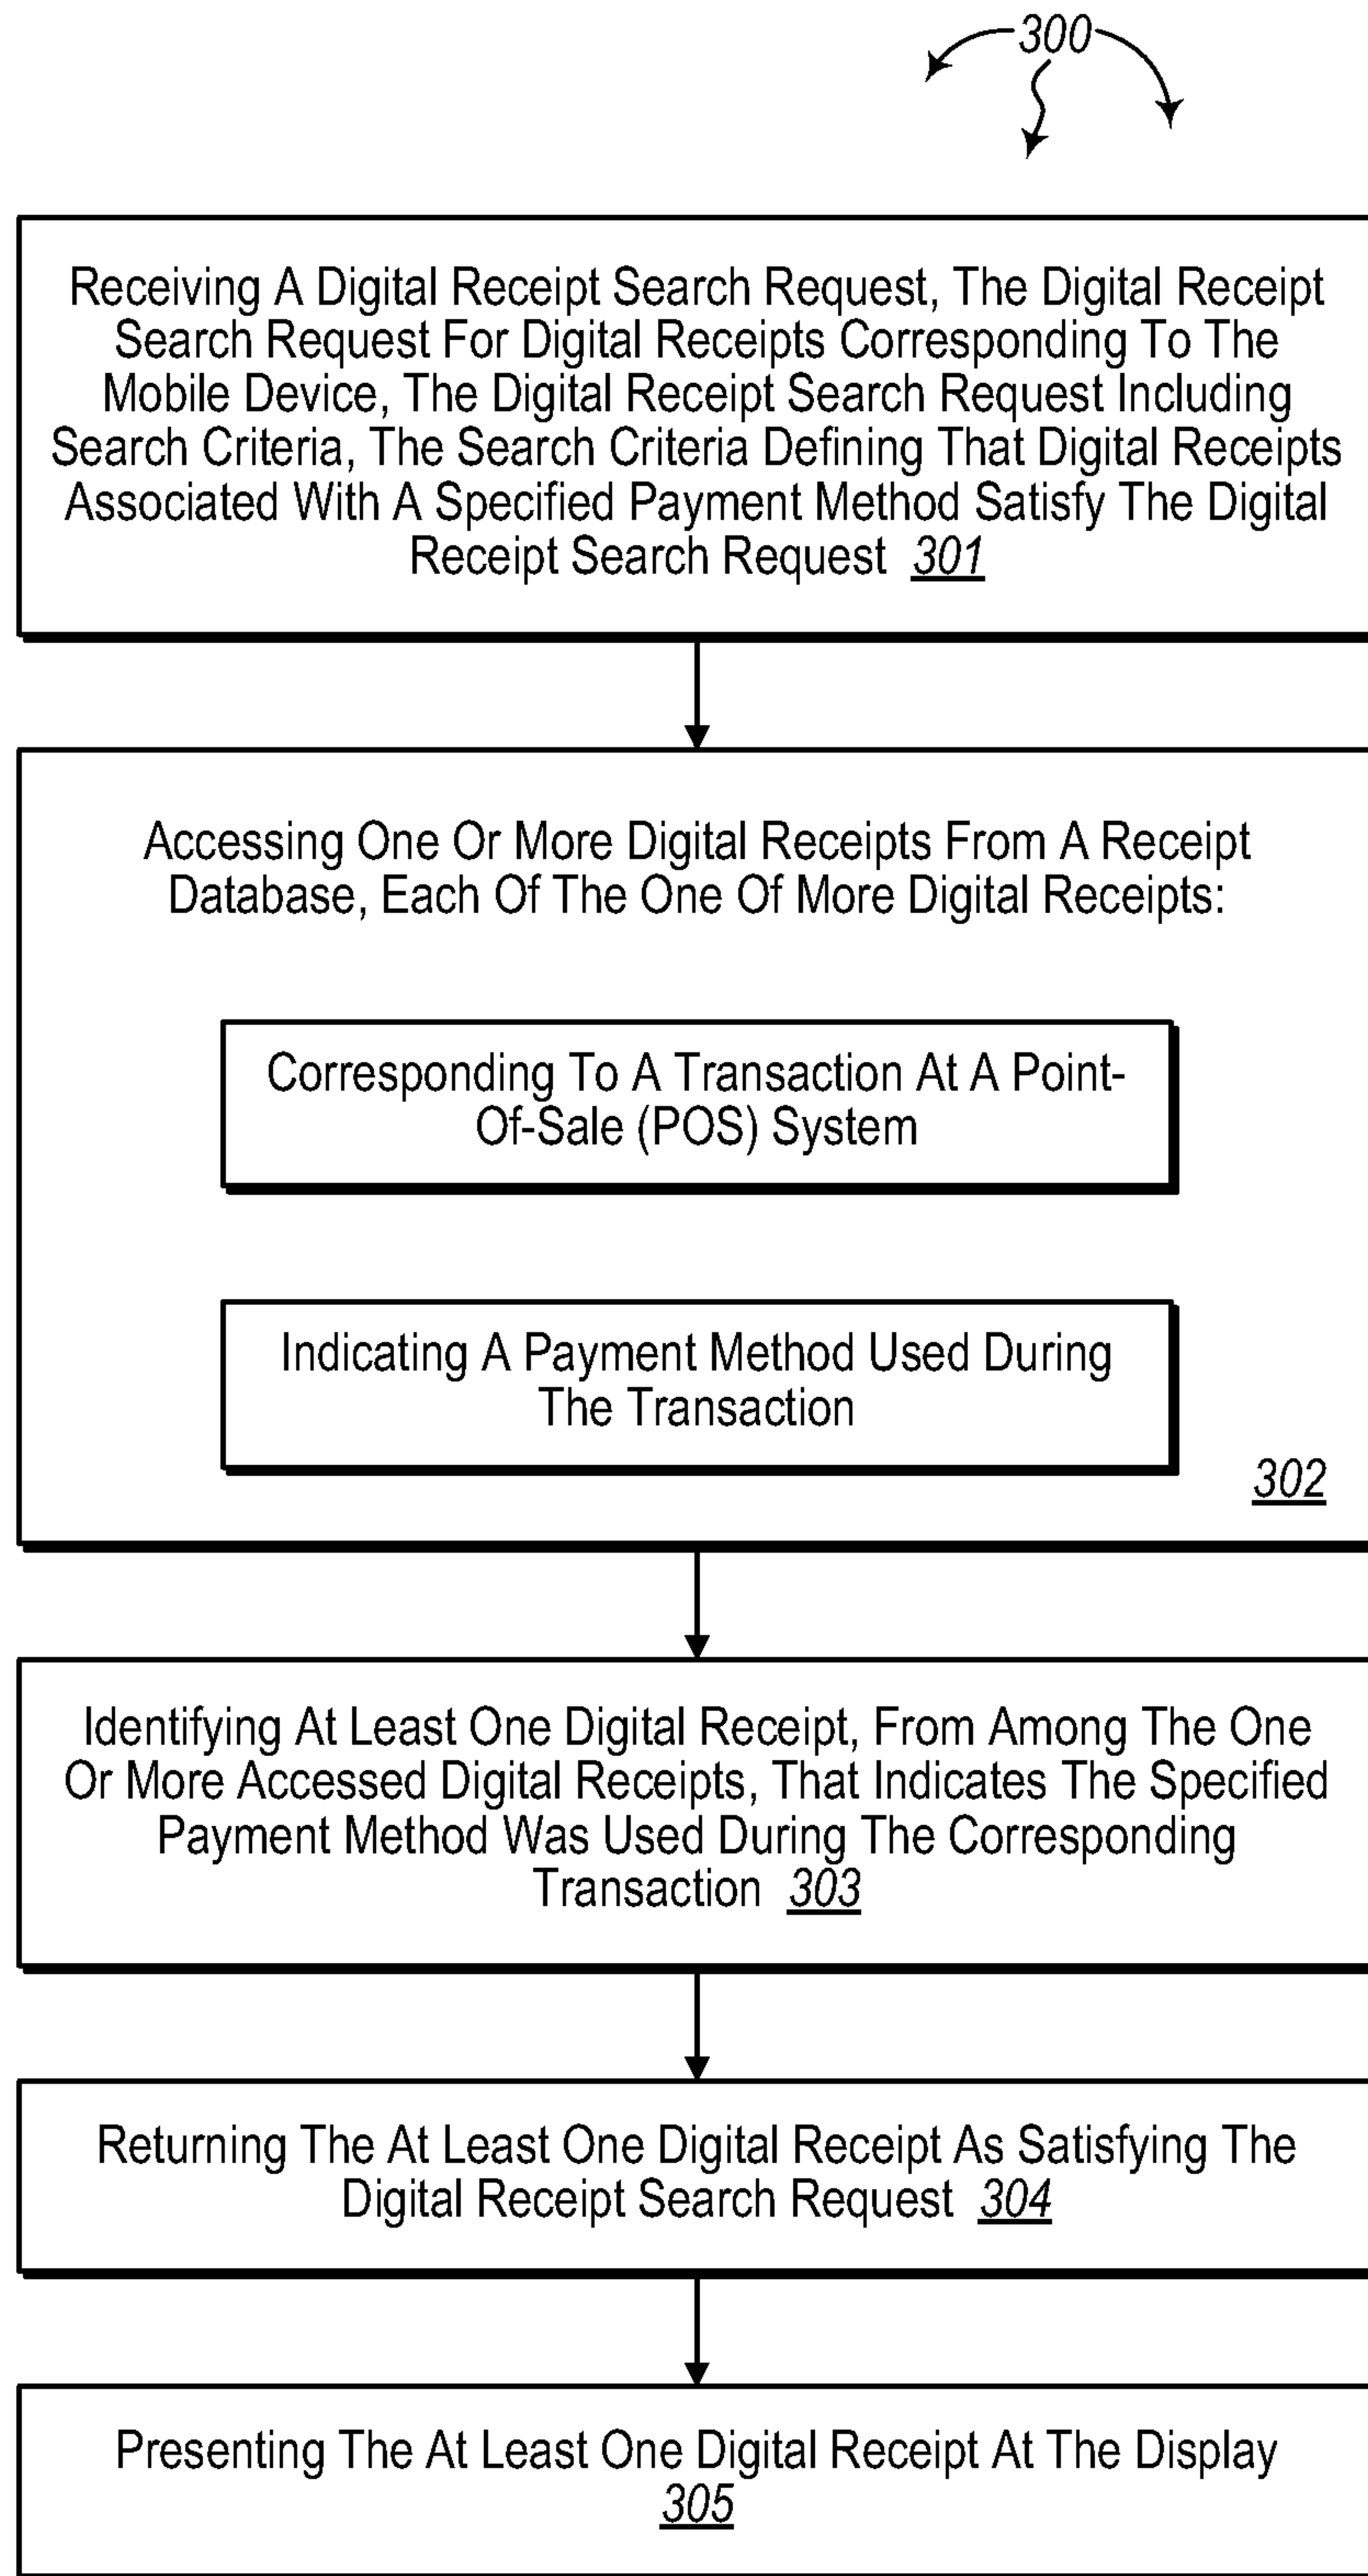 300
Receiving A Digital Receipt Search Request, The Digital Receipt
Search Request For Digital Receipts Corresponding To The
Mobile Device, The Digital Receipt Search Request Including
Search Criteria, The Search Criteria Defining That Digital Receipts
Associated With A Specified Payment Method Satisfy The Digital
Receipt Search Request 301
Accessing One Or More Digital Receipts From A Receipt
Database, Each Of The One Of More Digital Receipts:
Corresponding To A Transaction At A Point-
Of-Sale (POS) System
Indicating A Payment Method Used During
The Transaction
302
Identifying At Least One Digital Receipt, From Among The One
Or More Accessed Digital Receipts, That Indicates The Specified
Payment Method Was Used During The Corresponding
Transaction 303
Returning The At Least One Digital Receipt As Satisfying The
Digital Receipt Search Request 304
Presenting The At Least One Digital Receipt At The Display
305